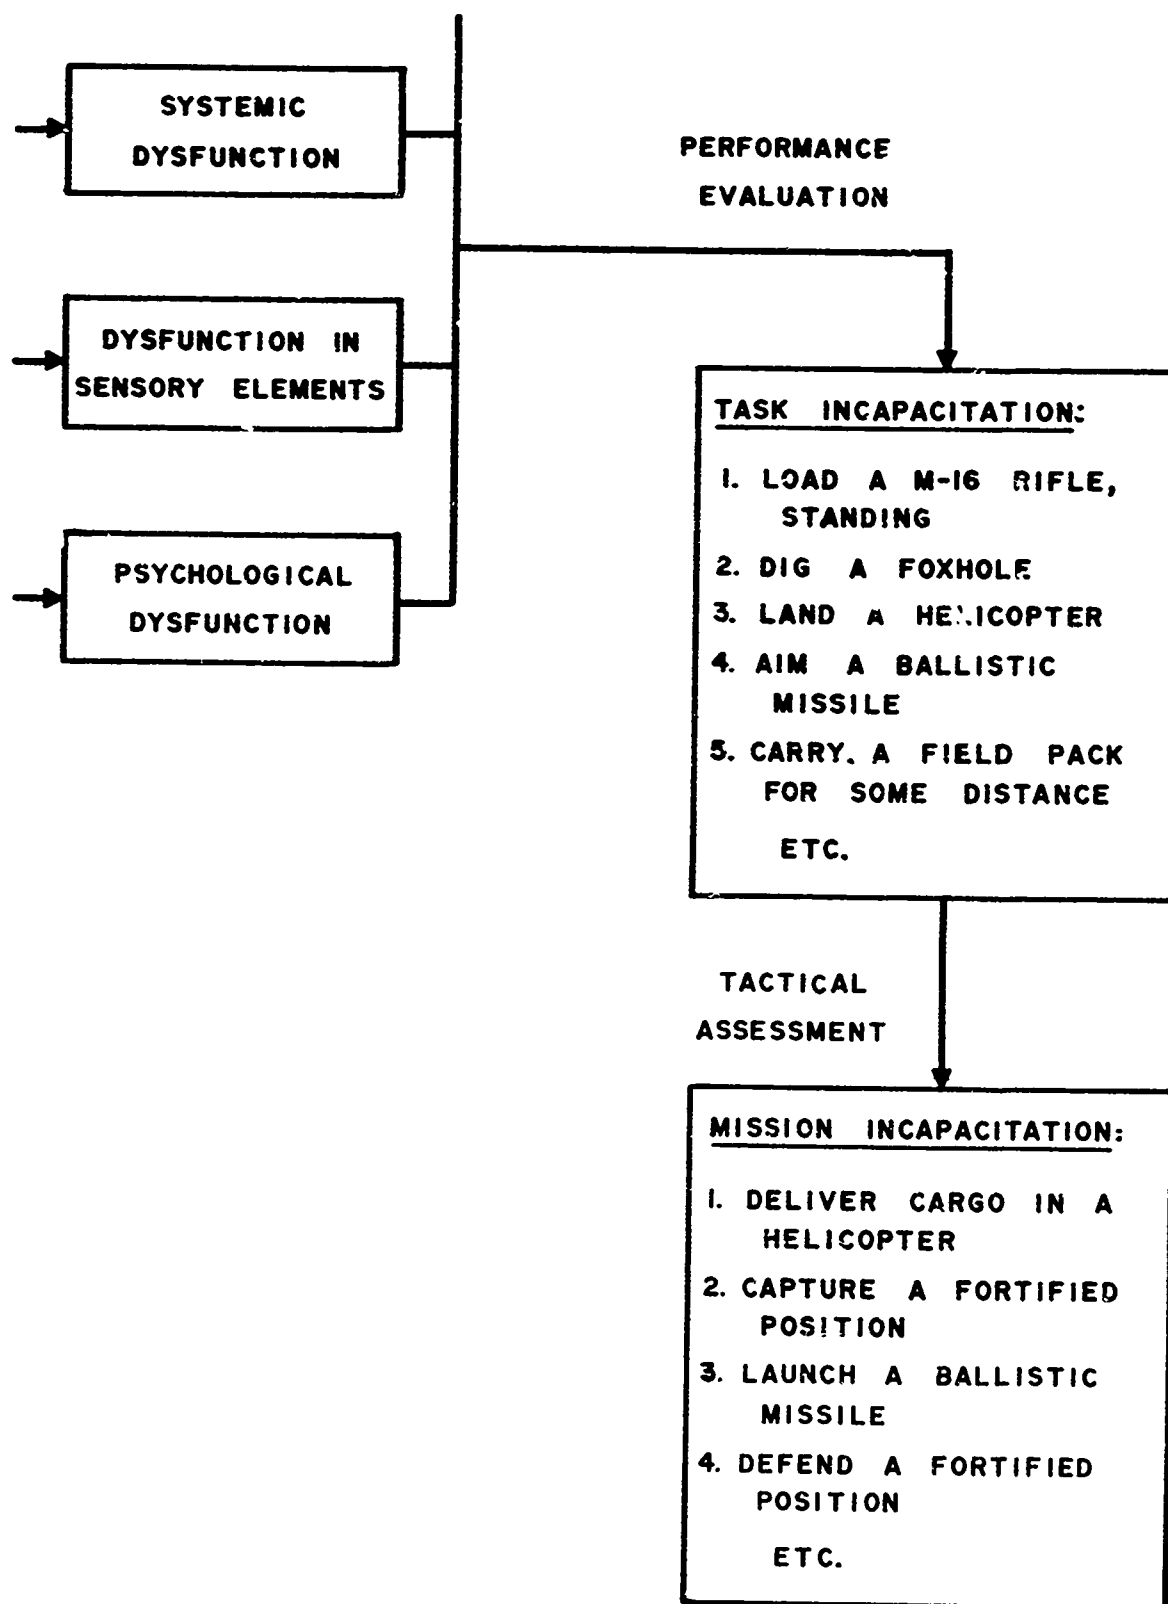 SYSTEMIC
DYSFUNCTION
PERFORMANCE
EVALUATION
DYSFUNCTION IN
SENSORY ELEMENTS
PSYCHOLOGICAL
DYSFUNCTION
TASK INCAPACITATION:
1. LOAD A M-16 RIFLE,
STANDING
2. DIG A FOXHOLE
3. LAND A HELICOPTER
4. AIM A BALLISTIC
MISSILE
5. CARRY. A FIELD PACK
FOR SOME DISTANCE
ETC.
TACTICAL
ASSESSMENT
MISSION INCAPACITATION:
1. DELIVER CARGO IN A
HELICOPTER
2. CAPTURE A FORTIFIED
POSITION
3. LAUNCH A BALLISTIC
MISSILE
4. DEFEND A FORTIFIED
POSITION
ETC.